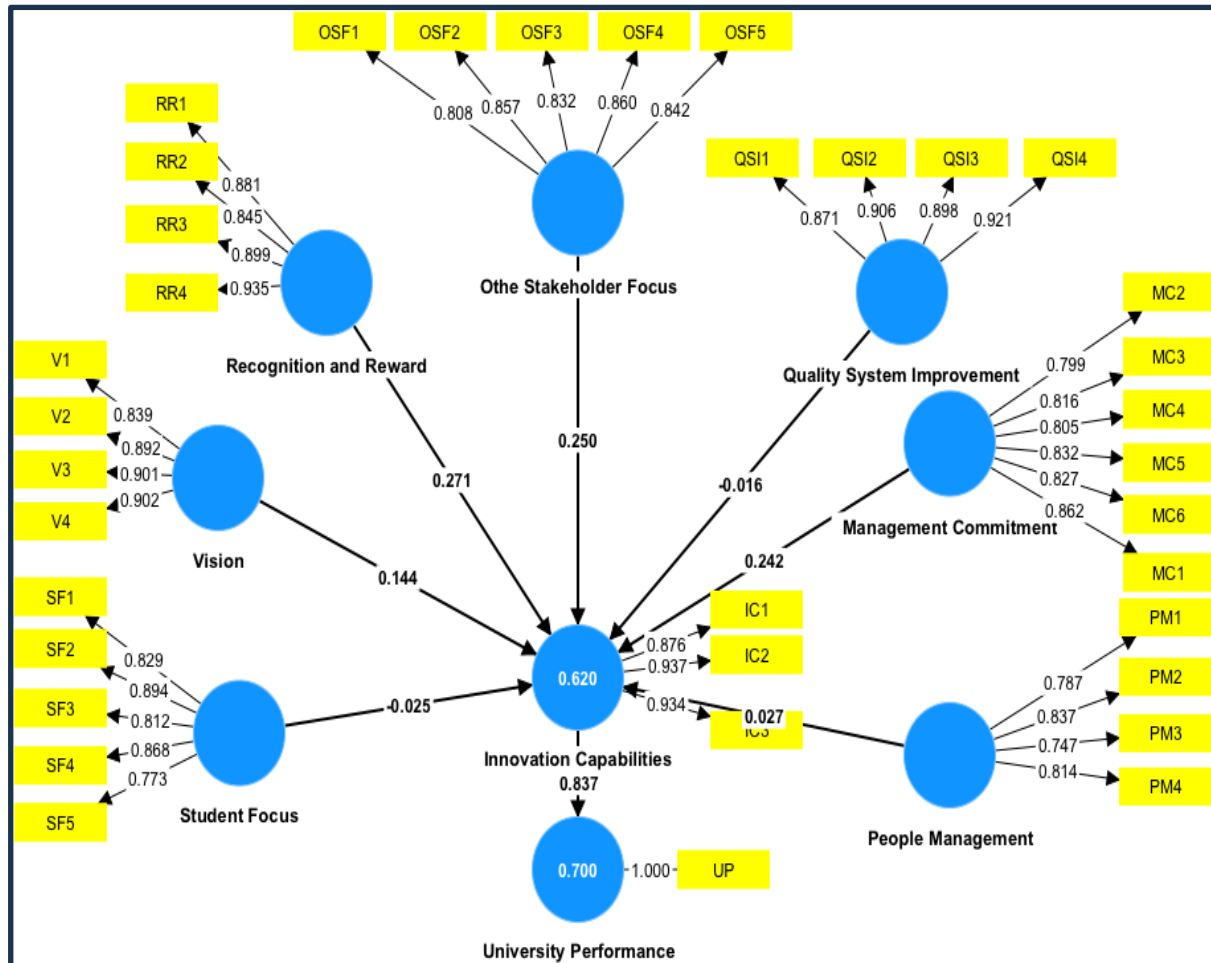 OSF1
OSF2
OSF3
OSF4
OSF5
0.808
0.857
0.832
0.860
0.842
Othe Stakeholder Focus
0.250
RR1
RR2
RR3
RR4
0.881
0.845
0.899
0.935
Recognition and Reward
0.271
QSI1
QSI2
QSI3
QSI4
0.871
0.906
0.898
0.921
Quality System Improvement
-0.016
V1
V2
V3
V4
0.839
0.892
0.901
0.902
Vision
0.144
MC2
MC3
MC4
MC5
MC6
MC1
0.799
0.816
0.805
0.832
0.827
0.862
Management Commitment
0.242
SF1
SF2
SF3
SF4
SF5
0.829
0.894
0.812
0.868
0.773
Student Focus
-0.025
IC1
IC2
IC3
0.876
0.937
0.934
0.620
Innovation Capabilities
0.837
PM1
PM2
PM3
PM4
0.787
0.837
0.747
0.814
People Management
0.027
0.700
1.000
UP
University Performance